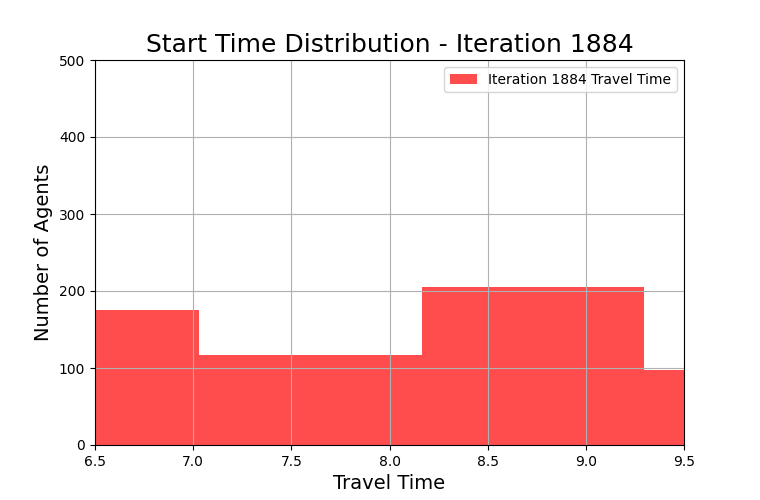 Start Time Distribution - Iteration 1884
Iteration 1884 Travel Time
Number of Agents
500
400
300
200
100
0
6.5 7.0 7.5 8.0 8.5 9.0 9.5
Travel Time